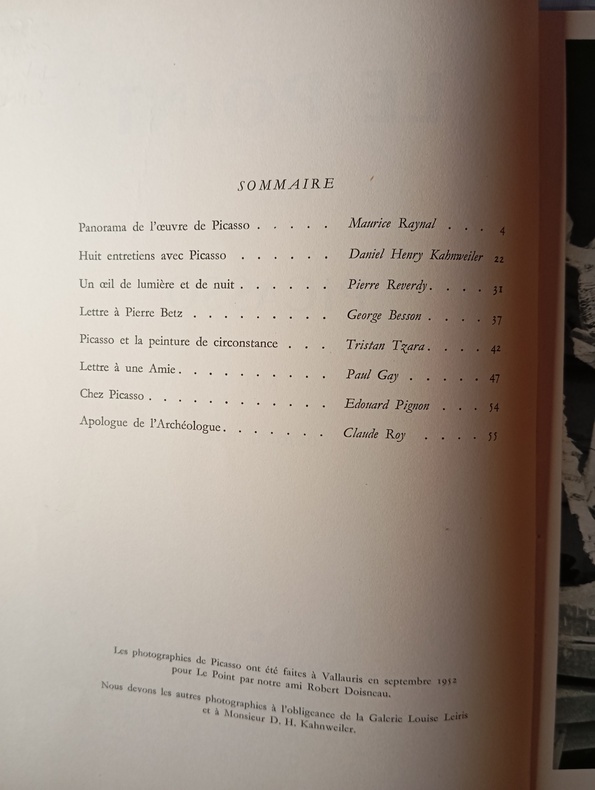 SOMMAIRE
Panorama de l'œuvre de Picasso . . . . . Maurice Raynal . . . 4
Huit entretiens avec Picasso . . . . . . Daniel Henry Kahnweiler 22
Un œil de lumière et de nuit . . . . . . Pierre Reverdy . . . . 31
Lettre à Pierre Betz . . . . . . . . . George Besson . . . . 37
Picasso et la peinture de circonstance . . . Tristan Tzara . . . . 42
Lettre à une Amie . . . . . . . . . . Paul Gay . . . . . 47
Chez Picasso . . . . . . . . . . . . Edouard Pignon . . . 54
Apologue de l'Archéologue . . . . . . . Claude Roy . . . . 55
Les photographies de Picasso ont été faites à Vallauris en septembre 1952
pour Le Point par notre ami Robert Doisneau.
Nous devons les autres photographies à l'obligeance de la Galerie Louise Leiris
et à Monsieur D. H. Kahnweiler.